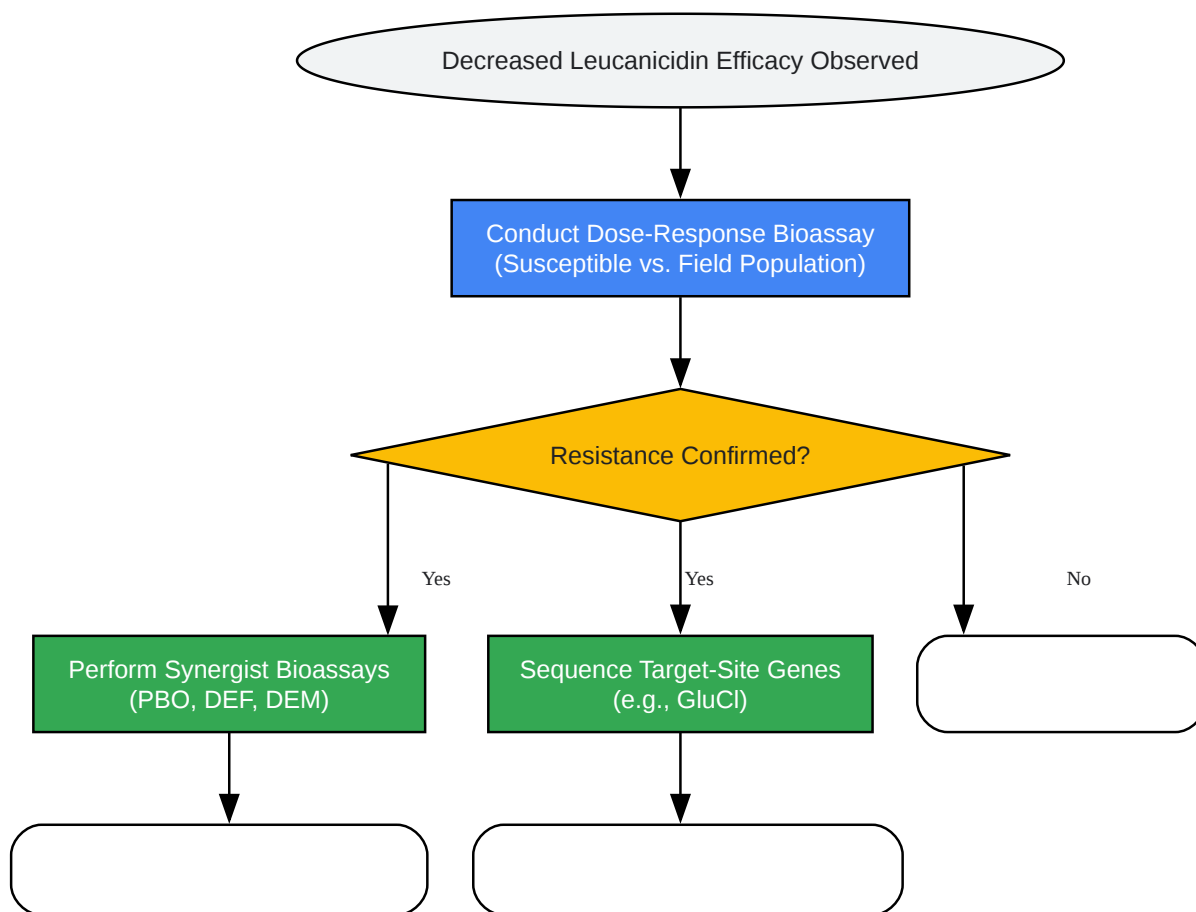 Decreased Leucanicidin Efficacy Observed
Conduct Dose-Response Bioassay
(Susceptible vs. Field Population)
Resistance Confirmed?
Yes
Yes
No
Perform Synergist Bioassays
(PBO, DEF, DEM)
Sequence Target-Site Genes
(e.g., GluCl)